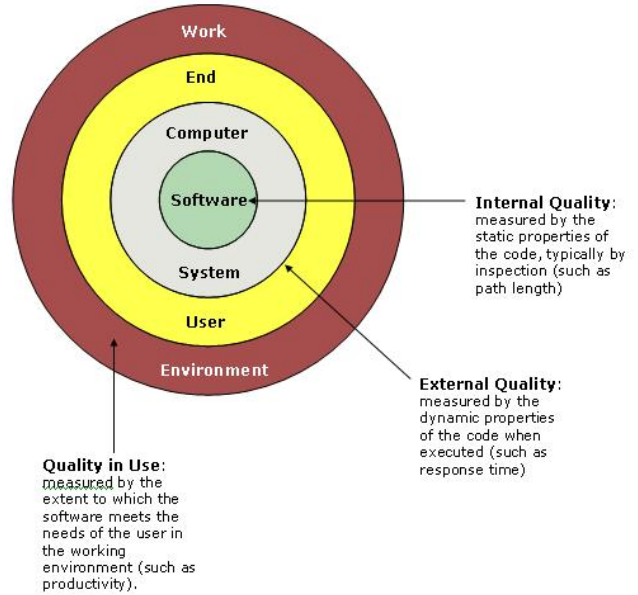 Work
End
Computer
Software
System
User
Environment
Internal Quality:
measured by the
static properties of
the code, typically by
inspection (such as
path length)
External Quality:
measured by the
dynamic properties
of the code when
executed (such as
response time)
Quality in Use:
measured by the
extent to which the
software meets the
needs of the user in
the working
environment (such as
productivity).